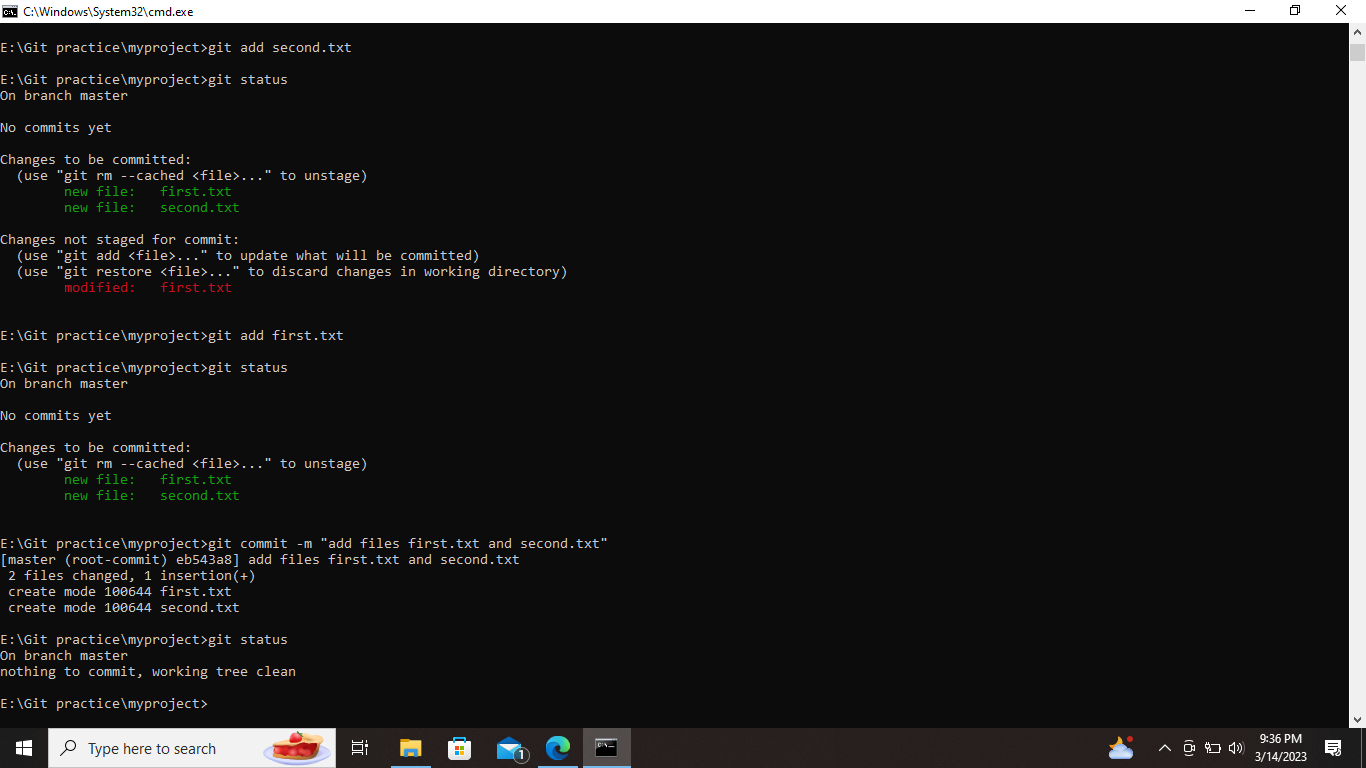 C:\Windows\System32\cmd.exe
E:\Git practice\myproject>git add second.txt
E:\Git practice\myproject>git status
On branch master
No commits yet
Changes to be committed:
  (use "git rm --cached <file>..." to unstage)
        new file:   first.txt
        new file:   second.txt
Changes not staged for commit:
  (use "git add <file>..." to update what will be committed)
  (use "git restore <file>..." to discard changes in working directory)
        modified:   first.txt
E:\Git practice\myproject>git add first.txt
E:\Git practice\myproject>git status
On branch master
No commits yet
Changes to be committed:
  (use "git rm --cached <file>..." to unstage)
        new file:   first.txt
        new file:   second.txt
E:\Git practice\myproject>git commit -m "add files first.txt and second.txt"
[master (root-commit) eb543a8] add files first.txt and second.txt
 2 files changed, 1 insertion(+)
 create mode 100644 first.txt
 create mode 100644 second.txt
E:\Git practice\myproject>git status
On branch master
nothing to commit, working tree clean
E:\Git practice\myproject>
Type here to search
1
9:36 PM
3/14/2023